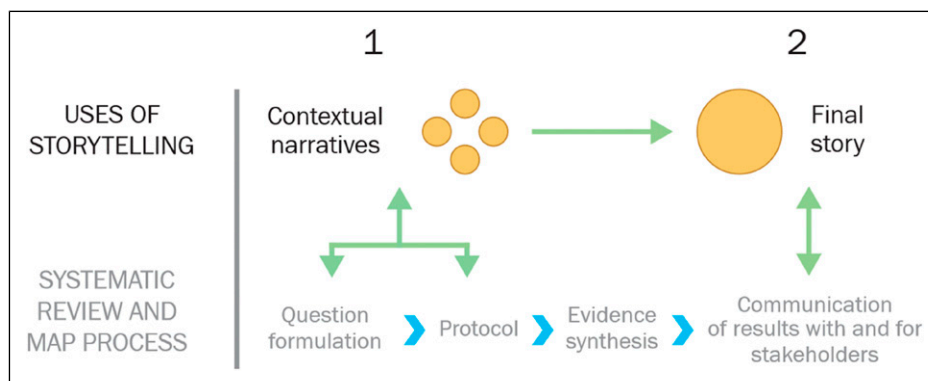 1
2
USES OF
STORYTELLING
Contextual
narratives
Final
story
SYSTEMATIC
REVIEW AND
MAP PROCESS
Question
formulation
Protocol
Evidence
synthesis
Communication
of results with and for
stakeholders